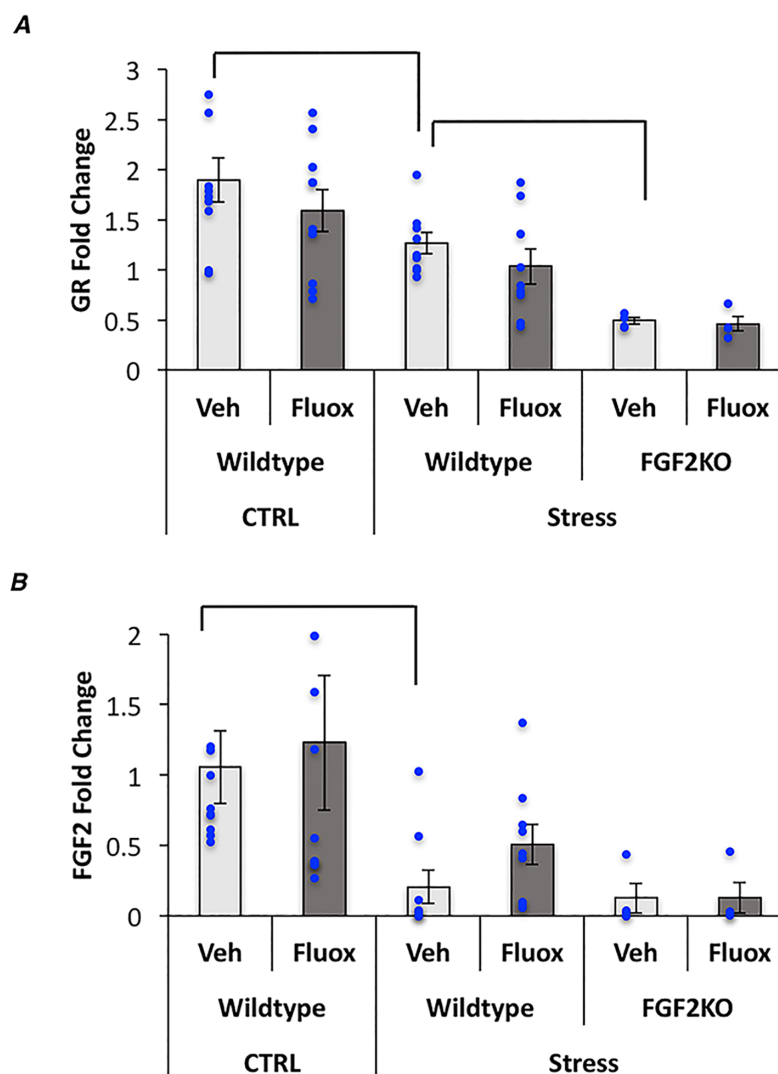 A
GR Fold Change
3
2.5
2
1.5
1
0.5
0
Veh Fluox Veh Fluox Veh Fluox
Wildtype Wildtype FGF2KO
CTRL Stress
B
FGF2 Fold Change
2
1.5
1
0.5
0
Veh Fluox Veh Fluox Veh Fluox
Wildtype Wildtype FGF2KO
CTRL Stress